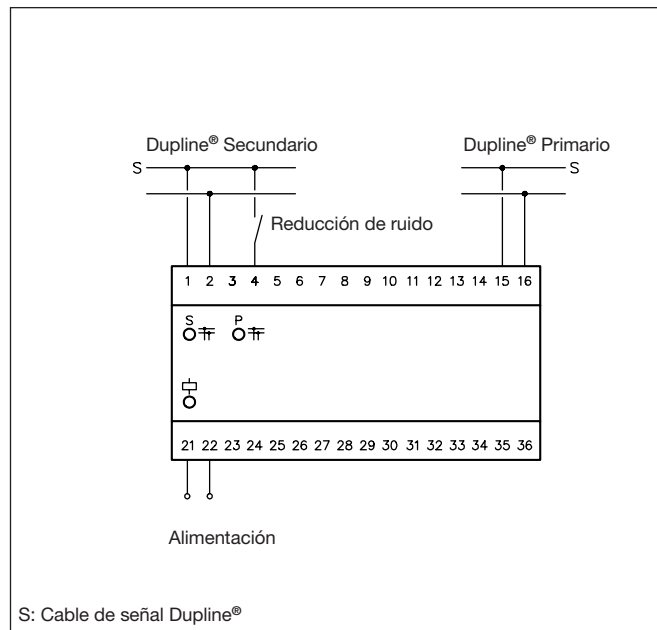 Dupline® Secundario
Dupline® Primario
S
S
Reducción de ruido
1 2 3 4 5 6 7 8 9 10 11 12 13 14 15 16
S P
21 22 23 24 25 26 27 28 29 30 31 32 33 34 35 36
Alimentación
S: Cable de señal Dupline®